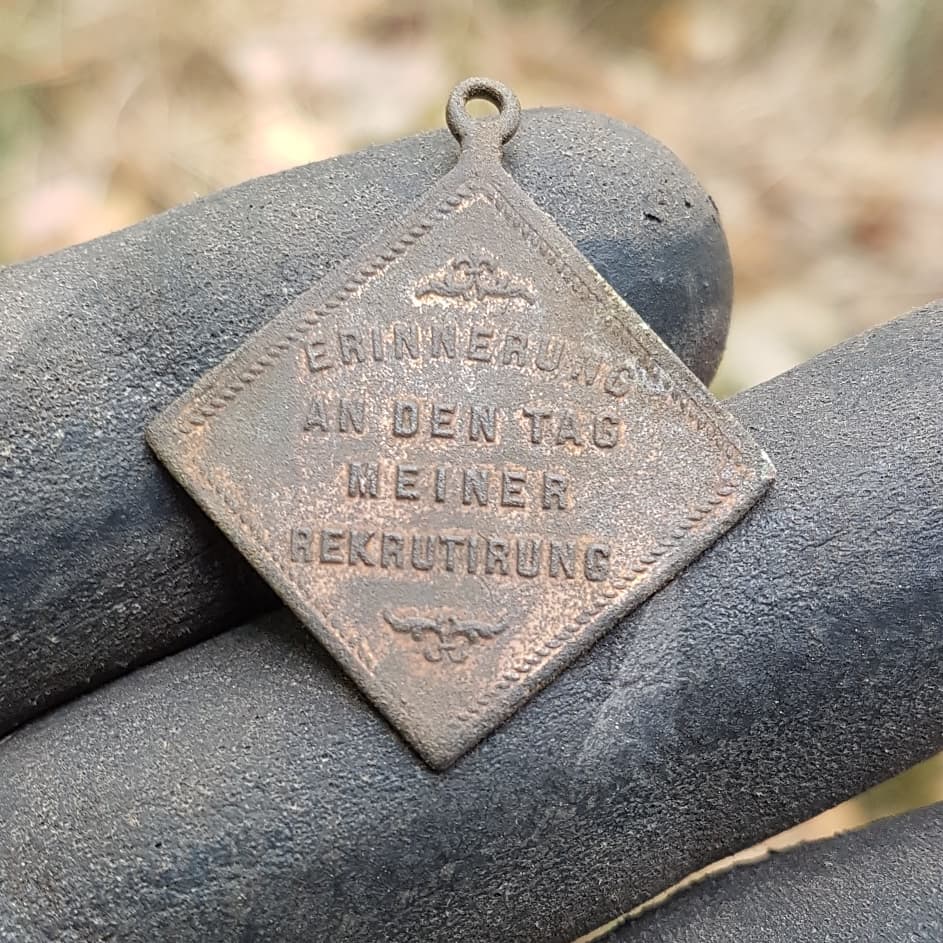 ERINNERUNG
AN DEN TAG
MEINER
REKRUTIRUNG